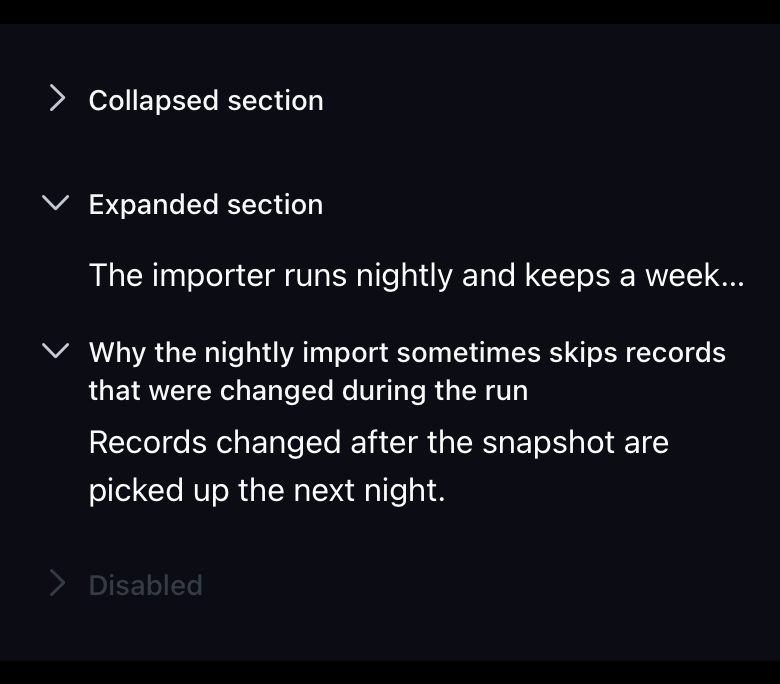 Collapsed section
Expanded section
The importer runs nightly and keeps a week...
Why the nightly import sometimes skips records
that were changed during the run
Records changed after the snapshot are
picked up the next night.
Disabled